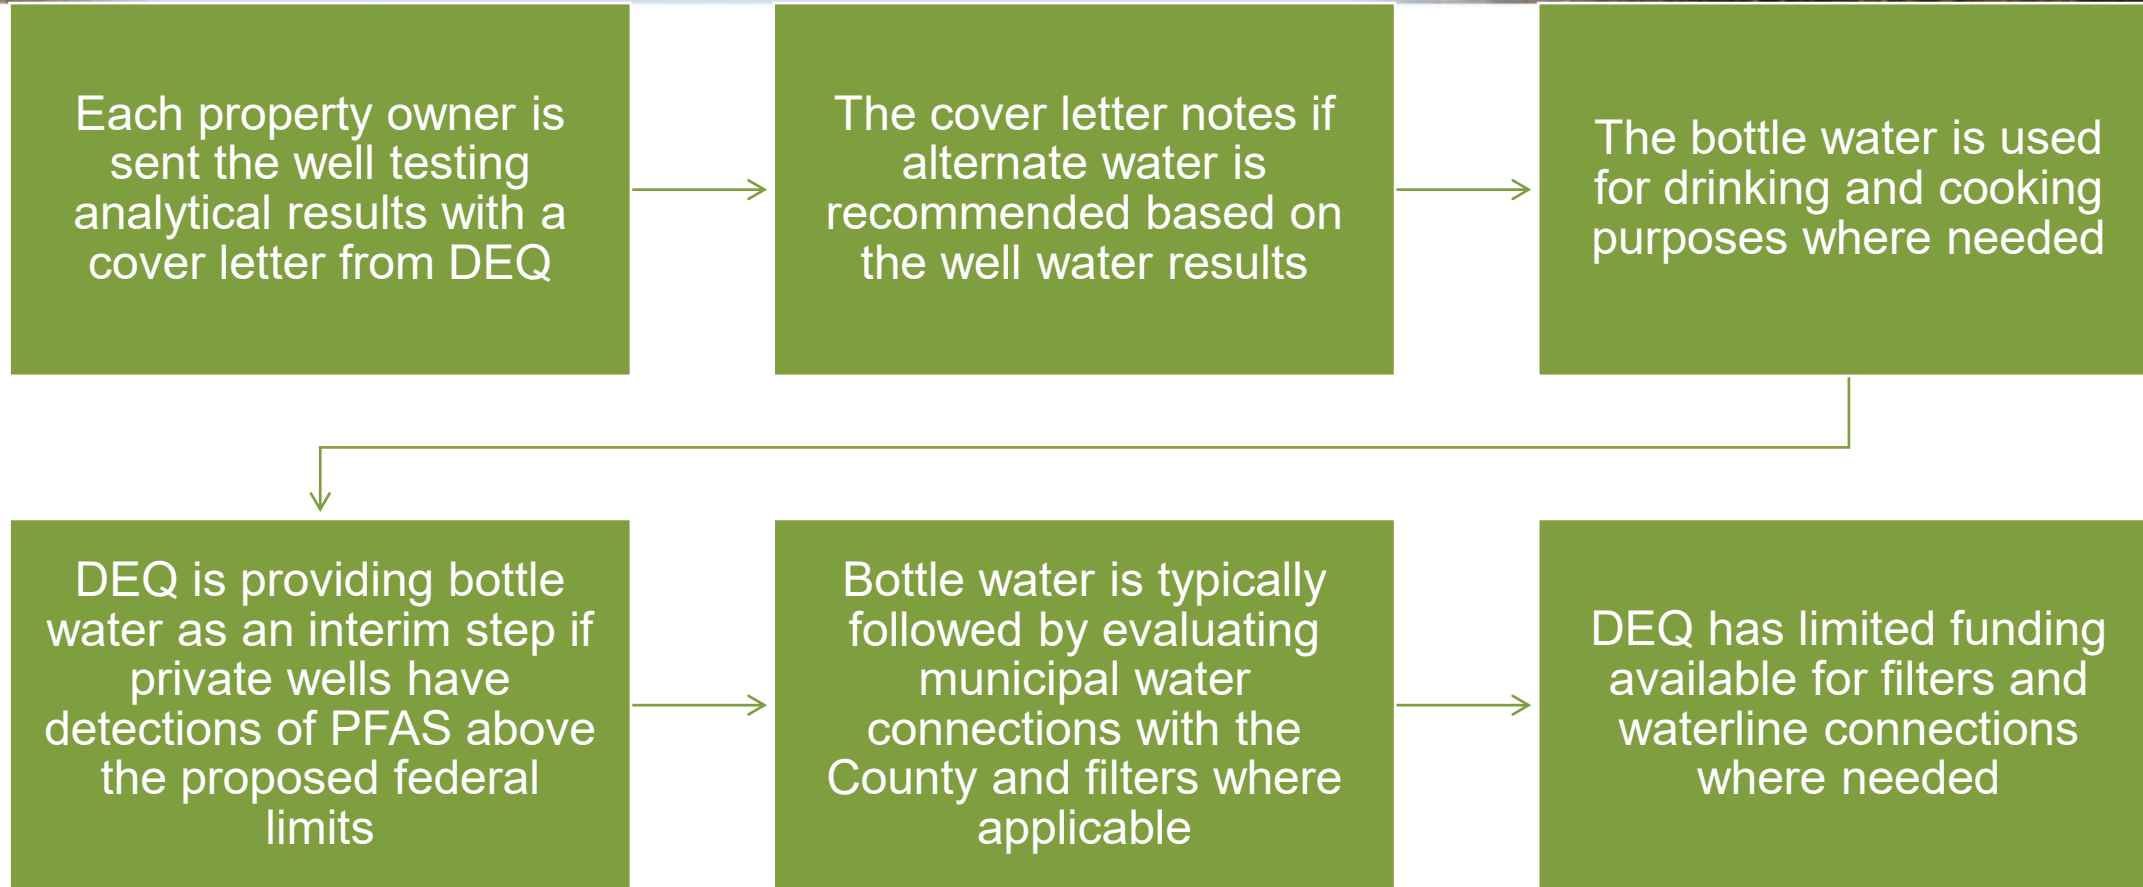 Each property owner is
sent the well testing
analytical results with a
cover letter from DEQ
The cover letter notes if
alternate water is
recommended based on
the well water results
The bottle water is used
for drinking and cooking
purposes where needed
DEQ is providing bottle
water as an interim step if
private wells have
detections of PFAS above
the proposed federal
limits
Bottle water is typically
followed by evaluating
municipal water
connections with the
County and filters where
applicable
DEQ has limited funding
available for filters and
waterline connections
where needed